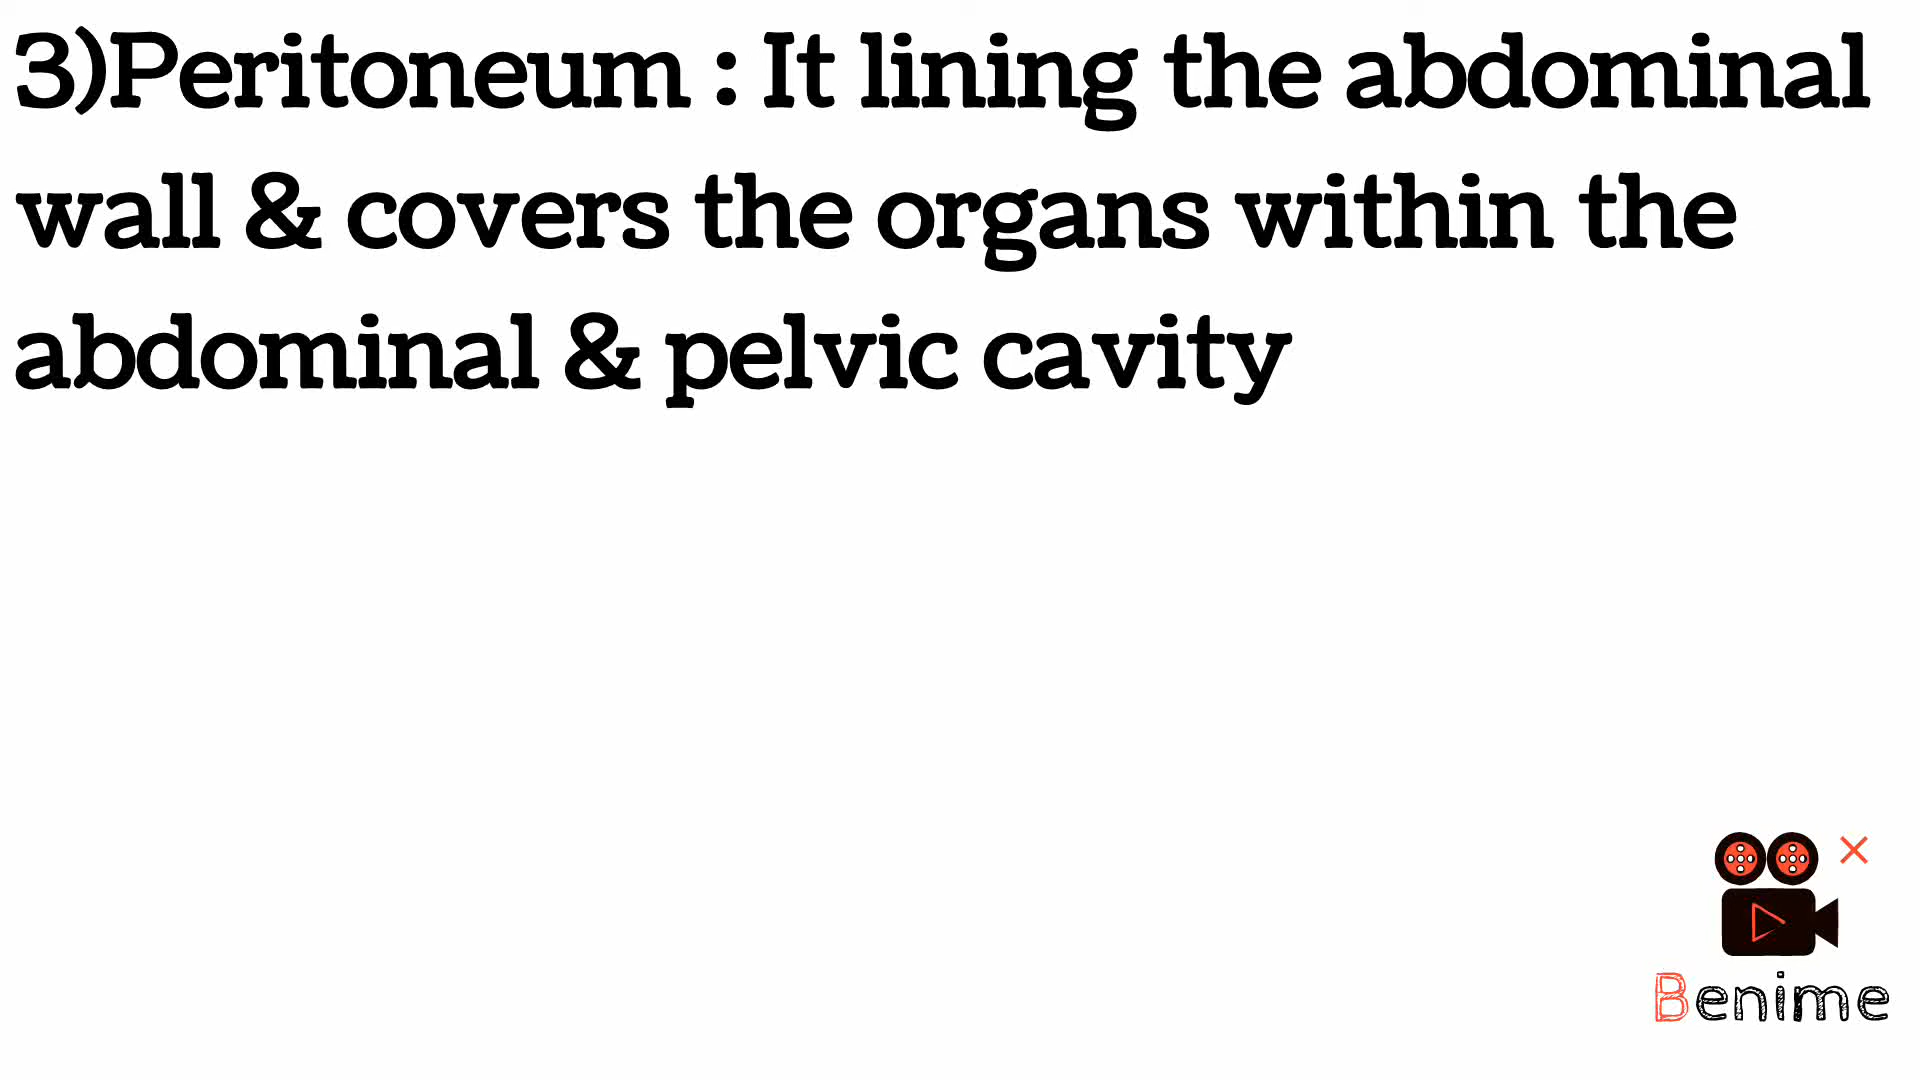 3)Peritoneum : It lining the abdominal
wall & covers the organs within the
abdominal & pelvic cavity
Benime